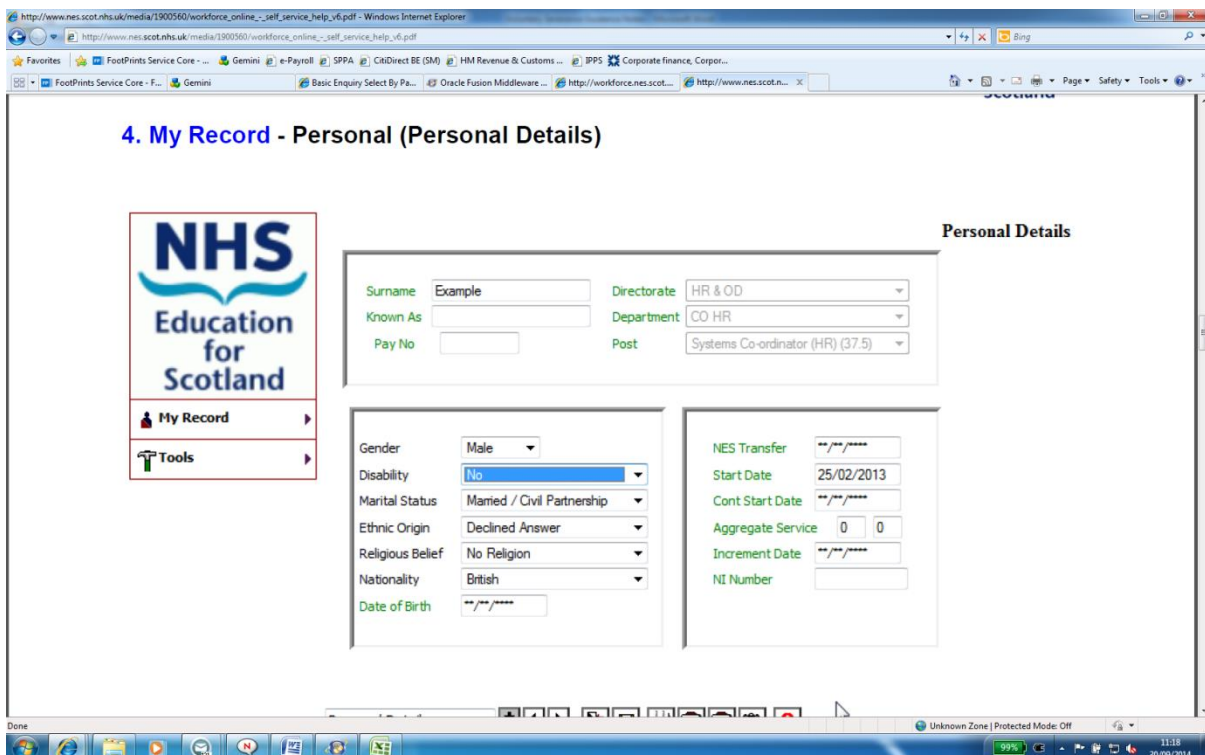 http://www.nes.scot.nhs.uk/media/1900560/workforce_online_-_self_service_help_v6.pdf - Windows Internet Explorer
http://www.nes.scot.nhs.uk/media/1900560/workforce_online_-_self_service_help_v6.pdf
Bing
Favorites FootPrints Service Core - ... Gemini e-Payroll SPPA CitiDirect BE (SM) HM Revenue & Customs ... IPPS Corporate finance, Corpor...
FootPrints Service Core - F... Gemini Basic Enquiry Select By Pa... Oracle Fusion Middleware ... http://workforce.nes.scot.... http://www.nes.scot.n... X Page Safety Tools
Scotland
4. My Record - Personal (Personal Details)
Personal Details
NHS
Education
for
Scotland
My Record
Tools
Surname Example Directorate HR & OD
Known As Department CO HR
Pay No Post Systems Co-ordinator (HR) (37.5)
Gender Male
Disability No
Marital Status Married / Civil Partnership
Ethnic Origin Declined Answer
Religious Belief No Religion
Nationality British
Date of Birth **/**/****
NES Transfer **/**/****
Start Date 25/02/2013
Cont Start Date **/**/****
Aggregate Service 0 0
Increment Date **/**/****
NI Number
Done Unknown Zone | Protected Mode: Off
99% 11:18
20/09/2014